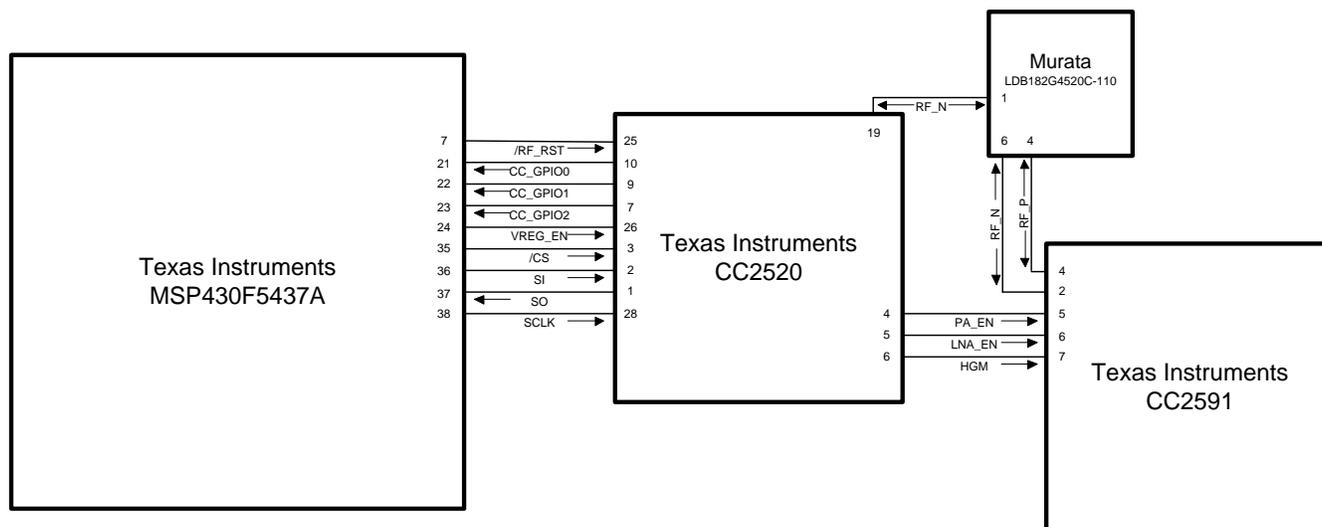 Murata
LDB182G4520C-110
1
6 4
RF_N
19
7 /RF_RST 25
21 CC_GPIO0 10
22 CC_GPIO1 9
23 CC_GPIO2 7
24 VREG_EN 26
35 /CS 3
36 SI 2
37 SO 1
38 SCLK 28
Texas Instruments
MSP430F5437A
Texas Instruments
CC2520
RF_N
RF_P
4
2
4 PA_EN 5
5 LNA_EN 6
6 HGM 7
Texas Instruments
CC2591